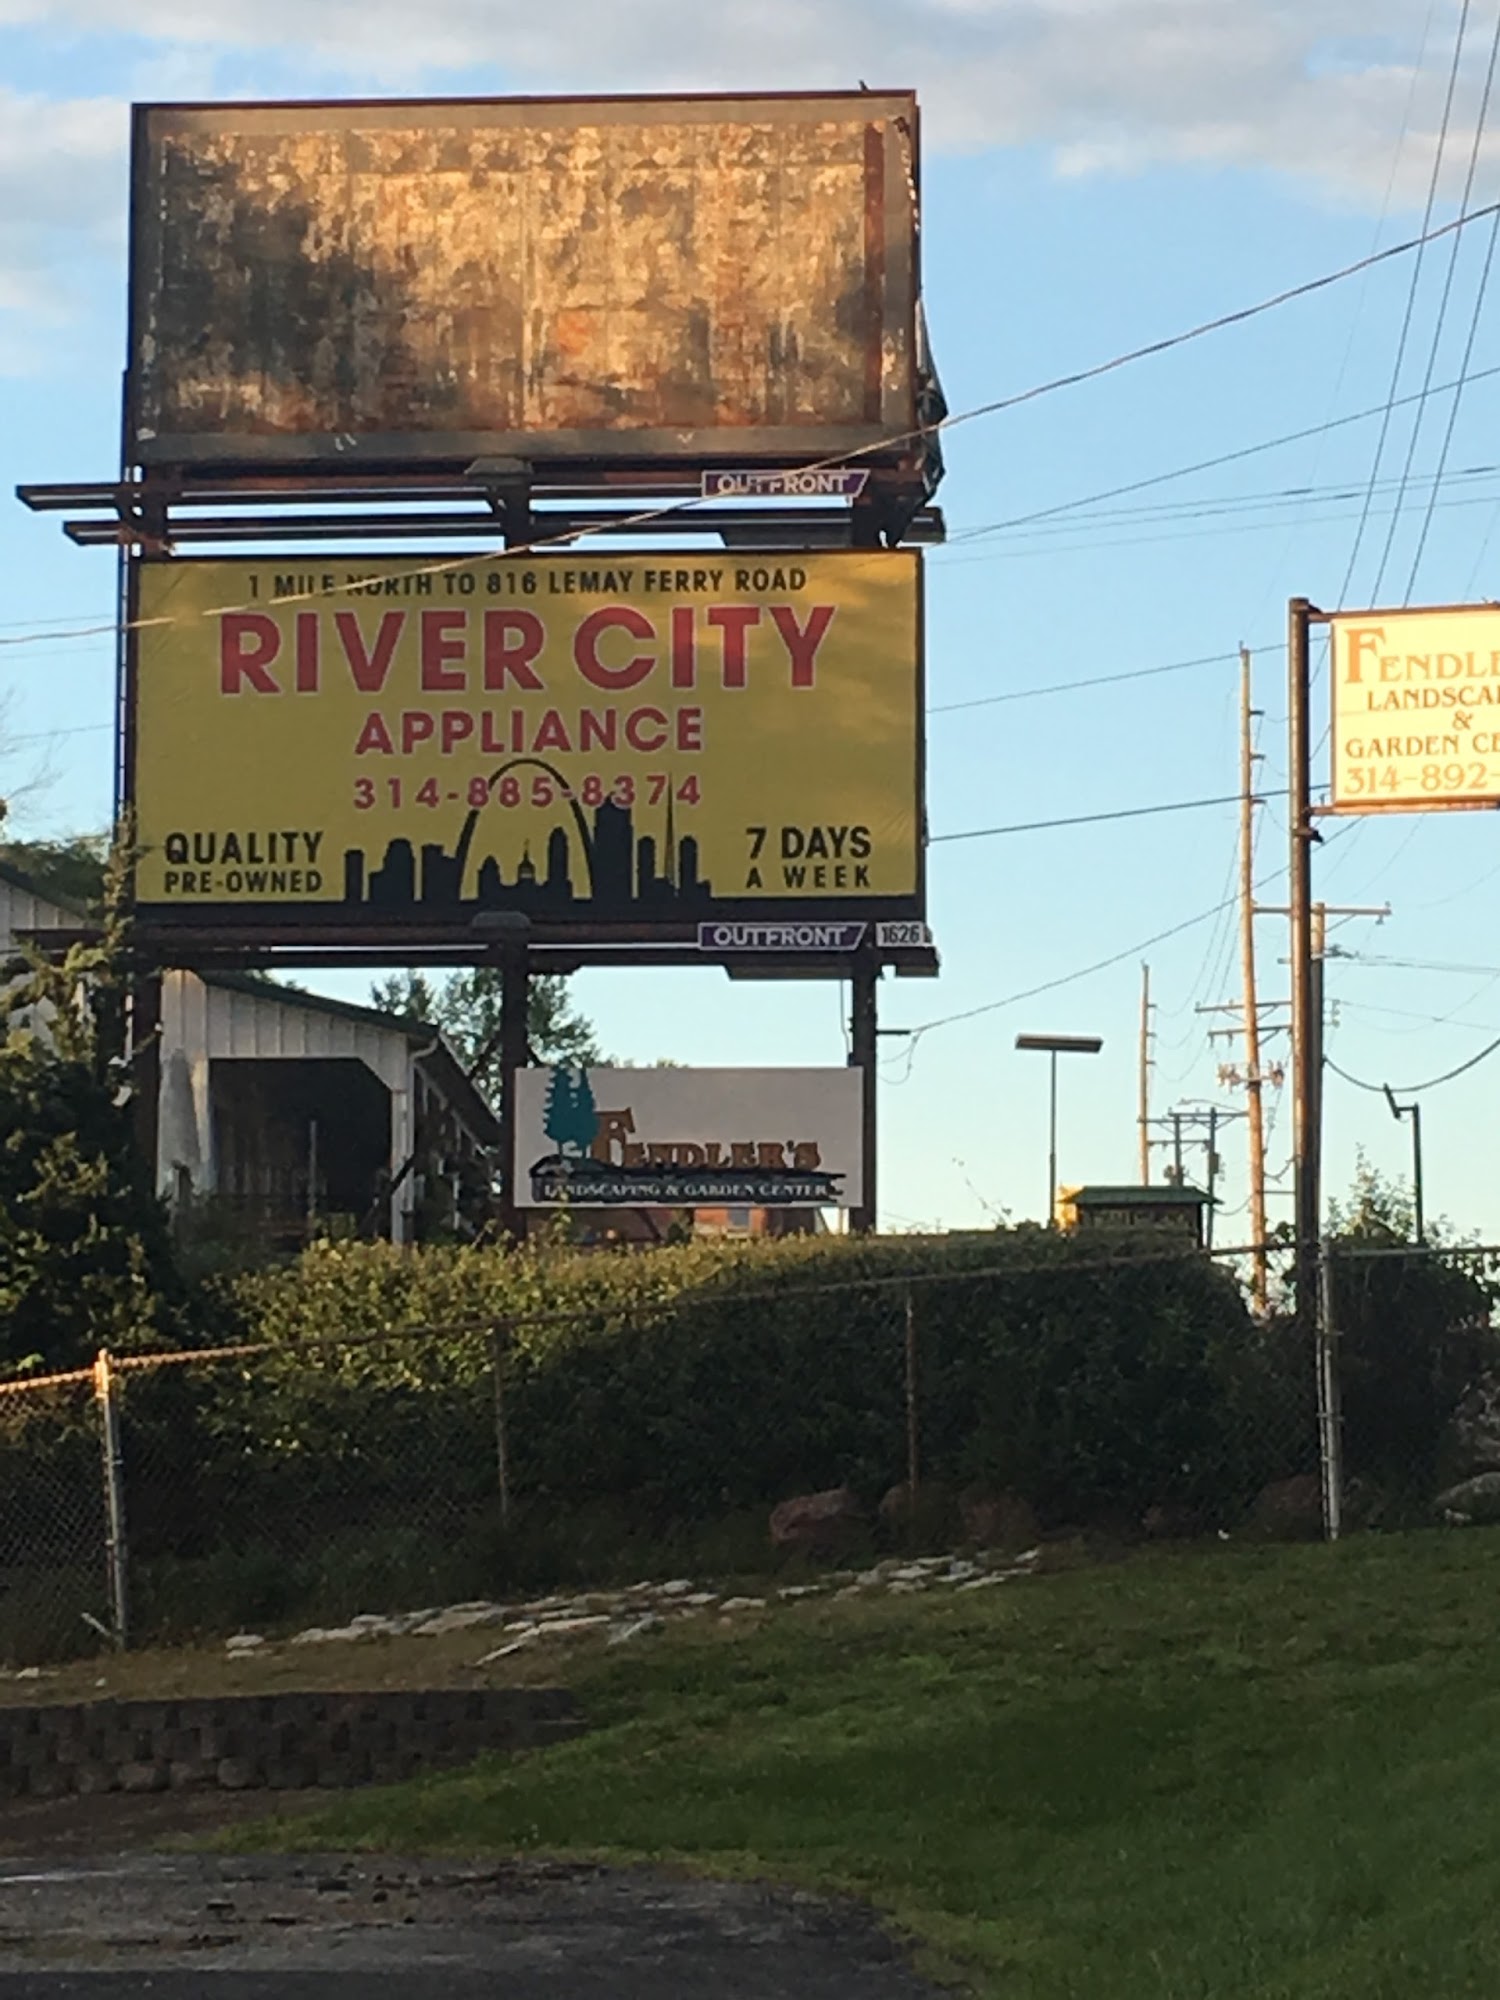 OUTFRONT
1 MILE NORTH TO 816 LEMAY FERRY ROAD
RIVER CITY
APPLIANCE
314-885-8374
QUALITY
PRE-OWNED
7 DAYS
A WEEK
OUTFRONT 1626
FENDLER'S
LANDSCAPING & GARDEN CENTER
FENDLE
LANDSCAP
&
GARDEN CE
314-892-